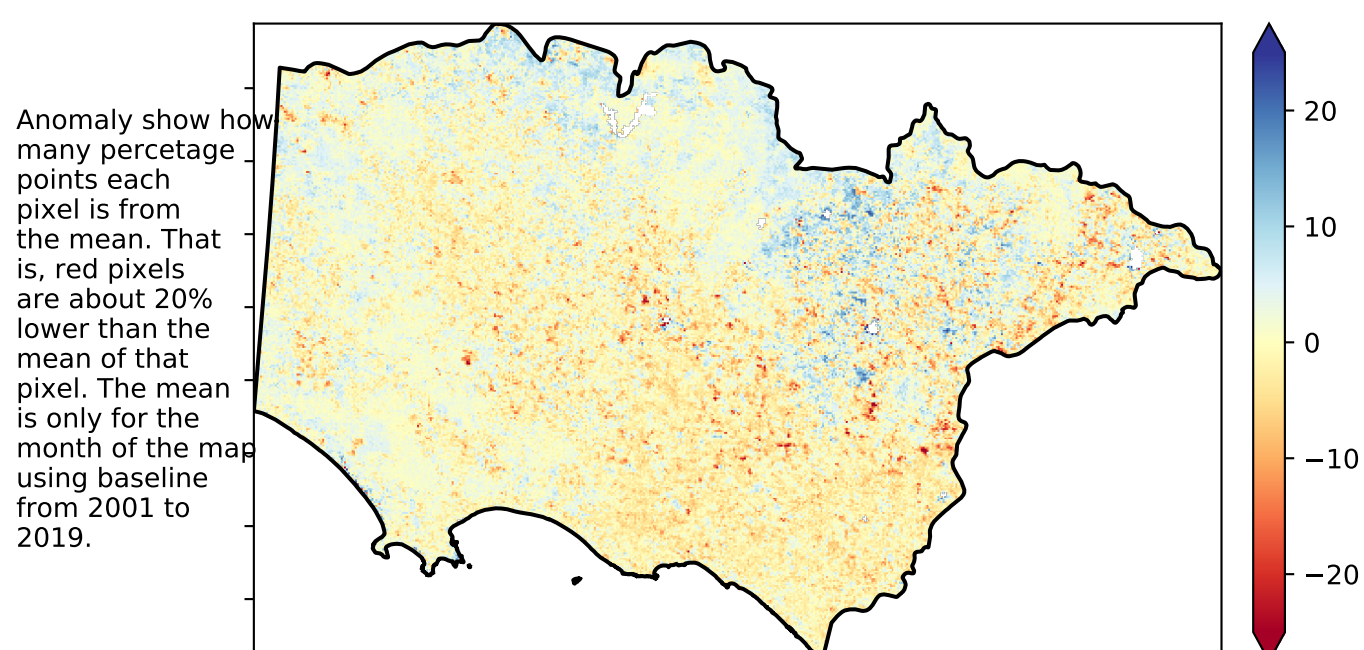 Anomaly show how
many percetage
points each
pixel is from
the mean. That
is, red pixels
are about 20%
lower than the
mean of that
pixel. The mean
is only for the
month of the map
using baseline
from 2001 to
2019.
20
10
0
−10
−20